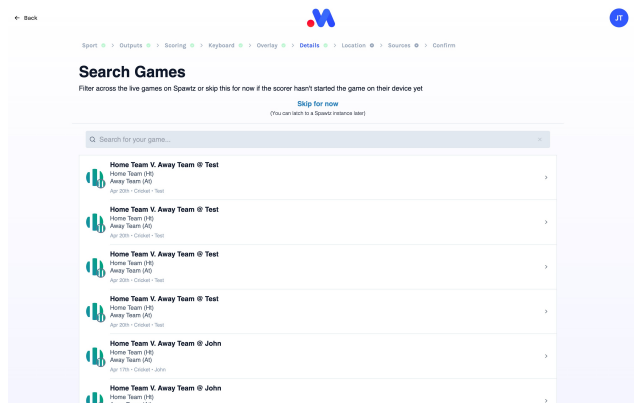 ← Back
JT
Sport > Outputs > Scoring > Keyboard > Overlay > Details > Location > Sources > Confirm
Search Games
Filter across the live games on Spawtz or skip this for now if the scorer hasn't started the game on their device yet
Skip for now
(You can latch to a Spawtz instance later)
Search for your game...
Home Team V. Away Team @ Test
Home Team (Ht)
Away Team (At)
Apr 20th • Cricket • Test
Home Team V. Away Team @ Test
Home Team (Ht)
Away Team (At)
Apr 20th • Cricket • Test
Home Team V. Away Team @ Test
Home Team (Ht)
Away Team (At)
Apr 20th • Cricket • Test
Home Team V. Away Team @ Test
Home Team (Ht)
Away Team (At)
Apr 20th • Cricket • Test
Home Team V. Away Team @ John
Home Team (Ht)
Away Team (At)
Apr 17th • Cricket • John
Home Team V. Away Team @ John
Home Team (Ht)